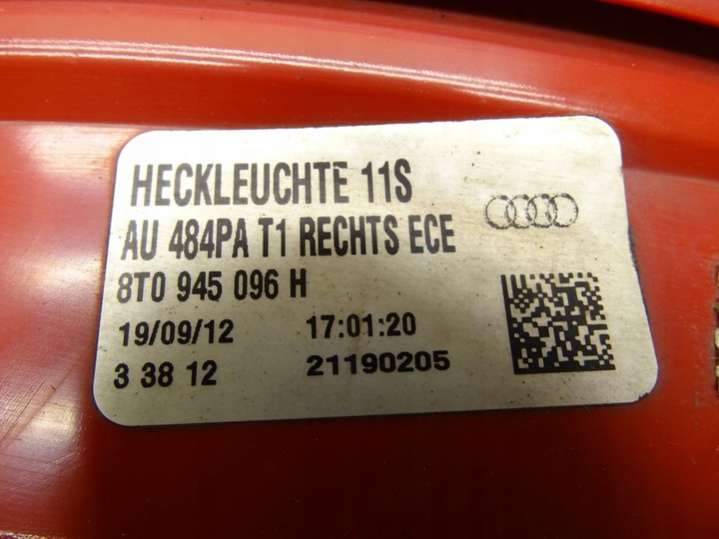 HECKLEUCHTE 11S
AU 484PA T1 RECHTS ECE
8T0 945 096 H
19/09/12 17:01:20
3 38 12 21190205